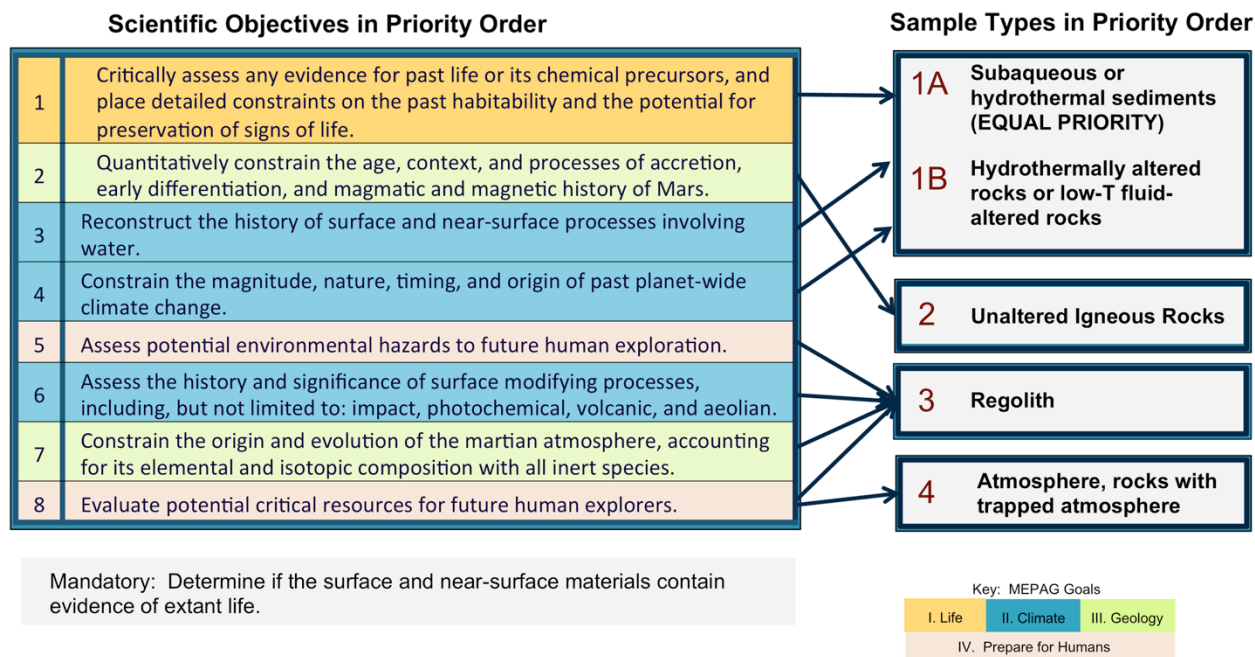 Scientific Objectives in Priority Order
1
Critically assess any evidence for past life or its chemical precursors, and
place detailed constraints on the past habitability and the potential for
preservation of signs of life.
2
Quantitatively constrain the age, context, and processes of accretion,
early differentiation, and magmatic and magnetic history of Mars.
3
Reconstruct the history of surface and near-surface processes involving
water.
4
Constrain the magnitude, nature, timing, and origin of past planet-wide
climate change.
5
Assess potential environmental hazards to future human exploration.
6
Assess the history and significance of surface modifying processes,
including, but not limited to: impact, photochemical, volcanic, and aeolian.
7
Constrain the origin and evolution of the martian atmosphere, accounting
for its elemental and isotopic composition with all inert species.
8
Evaluate potential critical resources for future human explorers.
Mandatory: Determine if the surface and near-surface materials contain
evidence of extant life.
Sample Types in Priority Order
1A
Subaqueous or
hydrothermal sediments
(EQUAL PRIORITY)
1B
Hydrothermally altered
rocks or low-T fluid-
altered rocks
2
Unaltered Igneous Rocks
3
Regolith
4
Atmosphere, rocks with
trapped atmosphere
Key: MEPAG Goals
I. Life
II. Climate
III. Geology
IV. Prepare for Humans